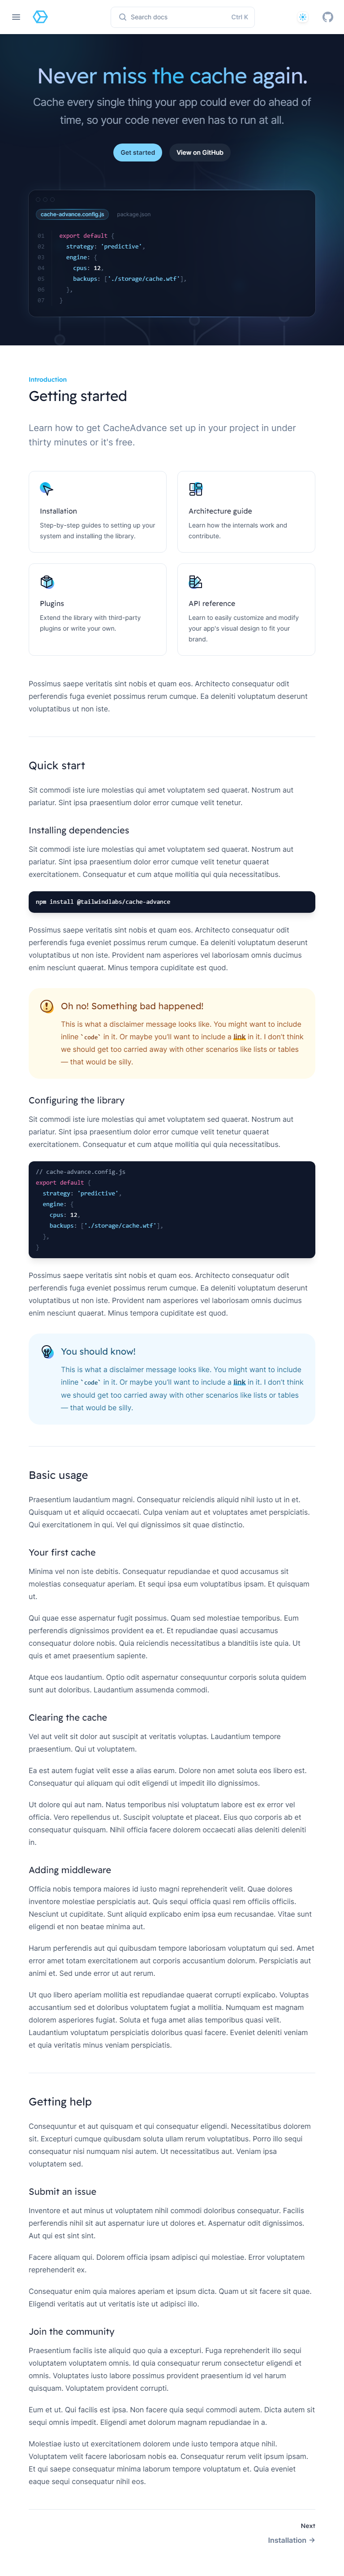 Search docs
Ctrl K
Never miss the cache again.
Cache every single thing your app could ever do ahead of
time, so your code never even has to run at all.
Get started
View on GitHub
cache-advance.config.js
package.json
01 export default {
02 strategy: 'predictive',
03 engine: {
04 cpus: 12,
05 backups: ['./storage/cache.wtf'],
06 },
07 }
Introduction
Getting started
Learn how to get CacheAdvance set up in your project in under
thirty minutes or it's free.
Installation
Step-by-step guides to setting up your
system and installing the library.
Architecture guide
Learn how the internals work and
contribute.
Plugins
Extend the library with third-party
plugins or write your own.
API reference
Learn to easily customize and modify
your app's visual design to fit your
brand.
Possimus saepe veritatis sint nobis et quam eos. Architecto consequatur odit
perferendis fuga eveniet possimus rerum cumque. Ea deleniti voluptatum deserunt
voluptatibus ut non iste.
Quick start
Sit commodi iste iure molestias qui amet voluptatem sed quaerat. Nostrum aut
pariatur. Sint ipsa praesentium dolor error cumque velit tenetur.
Installing dependencies
Sit commodi iste iure molestias qui amet voluptatem sed quaerat. Nostrum aut
pariatur. Sint ipsa praesentium dolor error cumque velit tenetur quaerat
exercitationem. Consequatur et cum atque mollitia qui quia necessitatibus.
npm install @tailwindlabs/cache-advance
Possimus saepe veritatis sint nobis et quam eos. Architecto consequatur odit
perferendis fuga eveniet possimus rerum cumque. Ea deleniti voluptatum deserunt
voluptatibus ut non iste. Provident nam asperiores vel laboriosam omnis ducimus
enim nesciunt quaerat. Minus tempora cupiditate est quod.
Oh no! Something bad happened!
This is what a disclaimer message looks like. You might want to include
inline `code` in it. Or maybe you'll want to include a link in it. I don't think
we should get too carried away with other scenarios like lists or tables
— that would be silly.
Configuring the library
Sit commodi iste iure molestias qui amet voluptatem sed quaerat. Nostrum aut
pariatur. Sint ipsa praesentium dolor error cumque velit tenetur quaerat
exercitationem. Consequatur et cum atque mollitia qui quia necessitatibus.
// cache-advance.config.js
export default {
strategy: 'predictive',
engine: {
cpus: 12,
backups: ['./storage/cache.wtf'],
},
}
Possimus saepe veritatis sint nobis et quam eos. Architecto consequatur odit
perferendis fuga eveniet possimus rerum cumque. Ea deleniti voluptatum deserunt
voluptatibus ut non iste. Provident nam asperiores vel laboriosam omnis ducimus
enim nesciunt quaerat. Minus tempora cupiditate est quod.
You should know!
This is what a disclaimer message looks like. You might want to include
inline `code` in it. Or maybe you'll want to include a link in it. I don't think
we should get too carried away with other scenarios like lists or tables
— that would be silly.
Basic usage
Praesentium laudantium magni. Consequatur reiciendis aliquid nihil iusto ut in et.
Quisquam ut et aliquid occaecati. Culpa veniam aut et voluptates amet perspiciatis.
Qui exercitationem in qui. Vel qui dignissimos sit quae distinctio.
Your first cache
Minima vel non iste debitis. Consequatur repudiandae et quod accusamus sit
molestias consequatur aperiam. Et sequi ipsa eum voluptatibus ipsam. Et quisquam
ut.
Qui quae esse aspernatur fugit possimus. Quam sed molestiae temporibus. Eum
perferendis dignissimos provident ea et. Et repudiandae quasi accusamus
consequatur dolore nobis. Quia reiciendis necessitatibus a blanditiis iste quia. Ut
quis et amet praesentium sapiente.
Atque eos laudantium. Optio odit aspernatur consequuntur corporis soluta quidem
sunt aut doloribus. Laudantium assumenda commodi.
Clearing the cache
Vel aut velit sit dolor aut suscipit at veritatis voluptas. Laudantium tempore
praesentium. Qui ut voluptatem.
Ea est autem fugiat velit esse a alias earum. Dolore non amet soluta eos libero est.
Consequatur qui aliquam qui odit eligendi ut impedit illo dignissimos.
Ut dolore qui aut nam. Natus temporibus nisi voluptatum labore est ex error vel
officia. Vero repellendus ut. Suscipit voluptate et placeat. Eius quo corporis ab et
consequatur quisquam. Nihil officia facere dolorem occaecati alias deleniti deleniti
in.
Adding middleware
Officia nobis tempora maiores id iusto magni reprehenderit velit. Quae dolores
inventore molestiae perspiciatis aut. Quis sequi officia quasi rem officiis officiis.
Nesciunt ut cupiditate. Sunt aliquid explicabo enim ipsa eum recusandae. Vitae sunt
eligendi et non beatae minima aut.
Harum perferendis aut qui quibusdam tempore laboriosam voluptatum qui sed. Amet
error amet totam exercitationem aut corporis accusantium dolorum. Perspiciatis aut
animi et. Sed unde error ut aut rerum.
Ut quo libero aperiam mollitia est repudiandae quaerat corrupti explicabo. Voluptas
accusantium sed et doloribus voluptatem fugiat a mollitia. Numquam est magnam
dolorem asperiores fugiat. Soluta et fuga amet alias temporibus quasi velit.
Laudantium voluptatum perspiciatis doloribus quasi facere. Eveniet deleniti veniam
et quia veritatis minus veniam perspiciatis.
Getting help
Consequuntur et aut quisquam et qui consequatur eligendi. Necessitatibus dolorem
sit. Excepturi cumque quibusdam soluta ullam rerum voluptatibus. Porro illo sequi
consequatur nisi numquam nisi autem. Ut necessitatibus aut. Veniam ipsa
voluptatem sed.
Submit an issue
Inventore et aut minus ut voluptatem nihil commodi doloribus consequatur. Facilis
perferendis nihil sit aut aspernatur iure ut dolores et. Aspernatur odit dignissimos.
Aut qui est sint sint.
Facere aliquam qui. Dolorem officia ipsam adipisci qui molestiae. Error voluptatem
reprehenderit ex.
Consequatur enim quia maiores aperiam et ipsum dicta. Quam ut sit facere sit quae.
Eligendi veritatis aut ut veritatis iste ut adipisci illo.
Join the community
Praesentium facilis iste aliquid quo quia a excepturi. Fuga reprehenderit illo sequi
voluptatem voluptatem omnis. Id quia consequatur rerum consectetur eligendi et
omnis. Voluptates iusto labore possimus provident praesentium id vel harum
quisquam. Voluptatem provident corrupti.
Eum et ut. Qui facilis est ipsa. Non facere quia sequi commodi autem. Dicta autem sit
sequi omnis impedit. Eligendi amet dolorum magnam repudiandae in a.
Molestiae iusto ut exercitationem dolorem unde iusto tempora atque nihil.
Voluptatem velit facere laboriosam nobis ea. Consequatur rerum velit ipsum ipsam.
Et qui saepe consequatur minima laborum tempore voluptatum et. Quia eveniet
eaque sequi consequatur nihil eos.
Next
Installation →